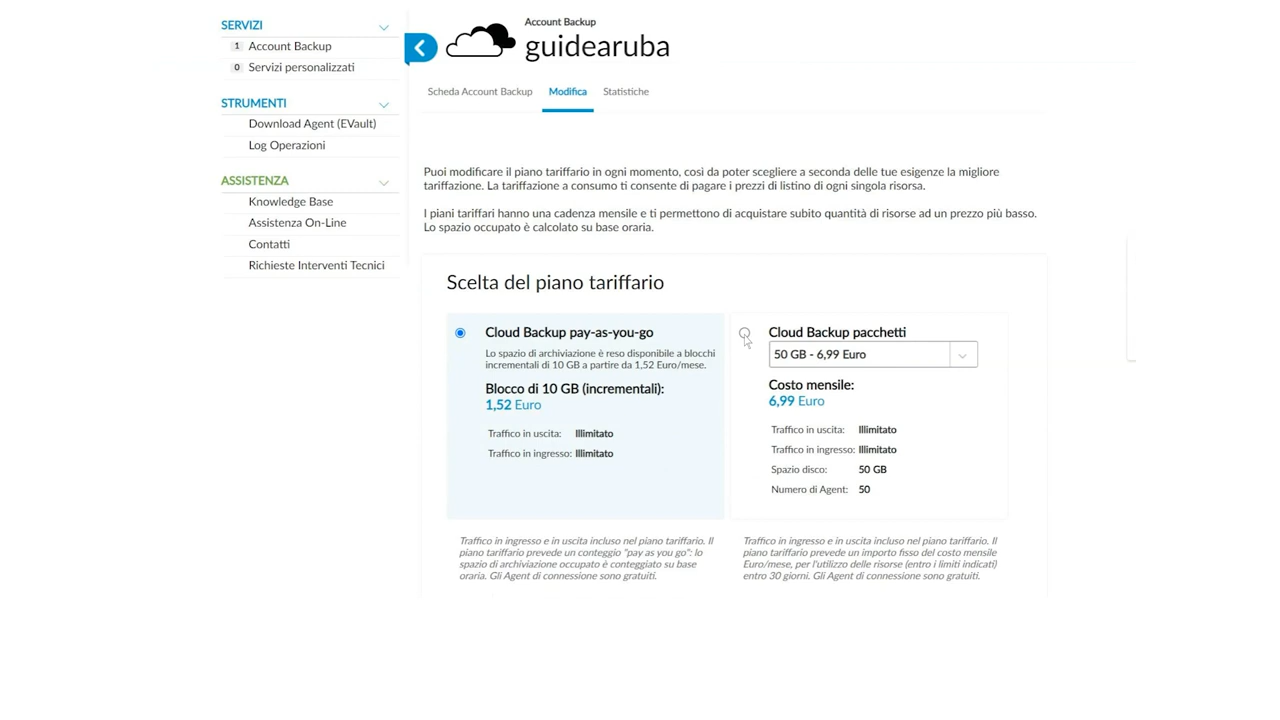 SERVIZI
1 Account Backup
0 Servizi personalizzati
STRUMENTI
Download Agent (EVault)
Log Operazioni
ASSISTENZA
Knowledge Base
Assistenza On-Line
Contatti
Richieste Interventi Tecnici
Account Backup
guidearuba
Scheda Account Backup Modifica Statistiche
Puoi modificare il piano tariffario in ogni momento, così da poter scegliere a seconda delle tue esigenze la migliore
tariffazione. La tariffazione a consumo ti consente di pagare i prezzi di listino di ogni singola risorsa.
I piani tariffari hanno una cadenza mensile e ti permettono di acquistare subito quantità di risorse ad un prezzo più basso.
Lo spazio occupato è calcolato su base oraria.
Scelta del piano tariffario
Cloud Backup pay-as-you-go
Lo spazio di archiviazione è reso disponibile a blocchi
incrementali di 10 GB a partire da 1,52 Euro/mese.
Blocco di 10 GB (incrementali):
1,52 Euro
Traffico in uscita: Illimitato
Traffico in ingresso: Illimitato
Traffico in ingresso e in uscita incluso nel piano tariffario. Il
piano tariffario prevede un conteggio "pay as you go": lo
spazio di archiviazione occupato è conteggiato su base
oraria. Gli Agent di connessione sono gratuiti.
Cloud Backup pacchetti
50 GB - 6,99 Euro
Costo mensile:
6,99 Euro
Traffico in uscita: Illimitato
Traffico in ingresso: Illimitato
Spazio disco: 50 GB
Numero di Agent: 50
Traffico in ingresso e in uscita incluso nel piano tariffario. Il
piano tariffario prevede un importo fisso del costo mensile
Euro/mese, per l'utilizzo delle risorse (entro i limiti indicati)
entro 30 giorni. Gli Agent di connessione sono gratuiti.